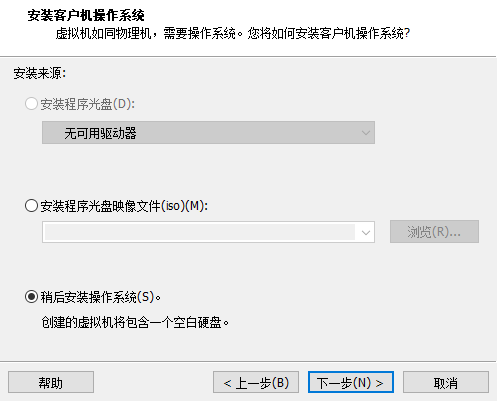 安装客户机操作系统
虚拟机如同物理机，需要操作系统。您将如何安装客户机操作系统?
安装来源:
安装程序光盘(D):
无可用驱动器
安装程序光盘映像文件(iso)(M):
浏览(R)...
稍后安装操作系统(S)。
创建的虚拟机将包含一个空白硬盘。
帮助
< 上一步(B)
下一步(N) >
取消